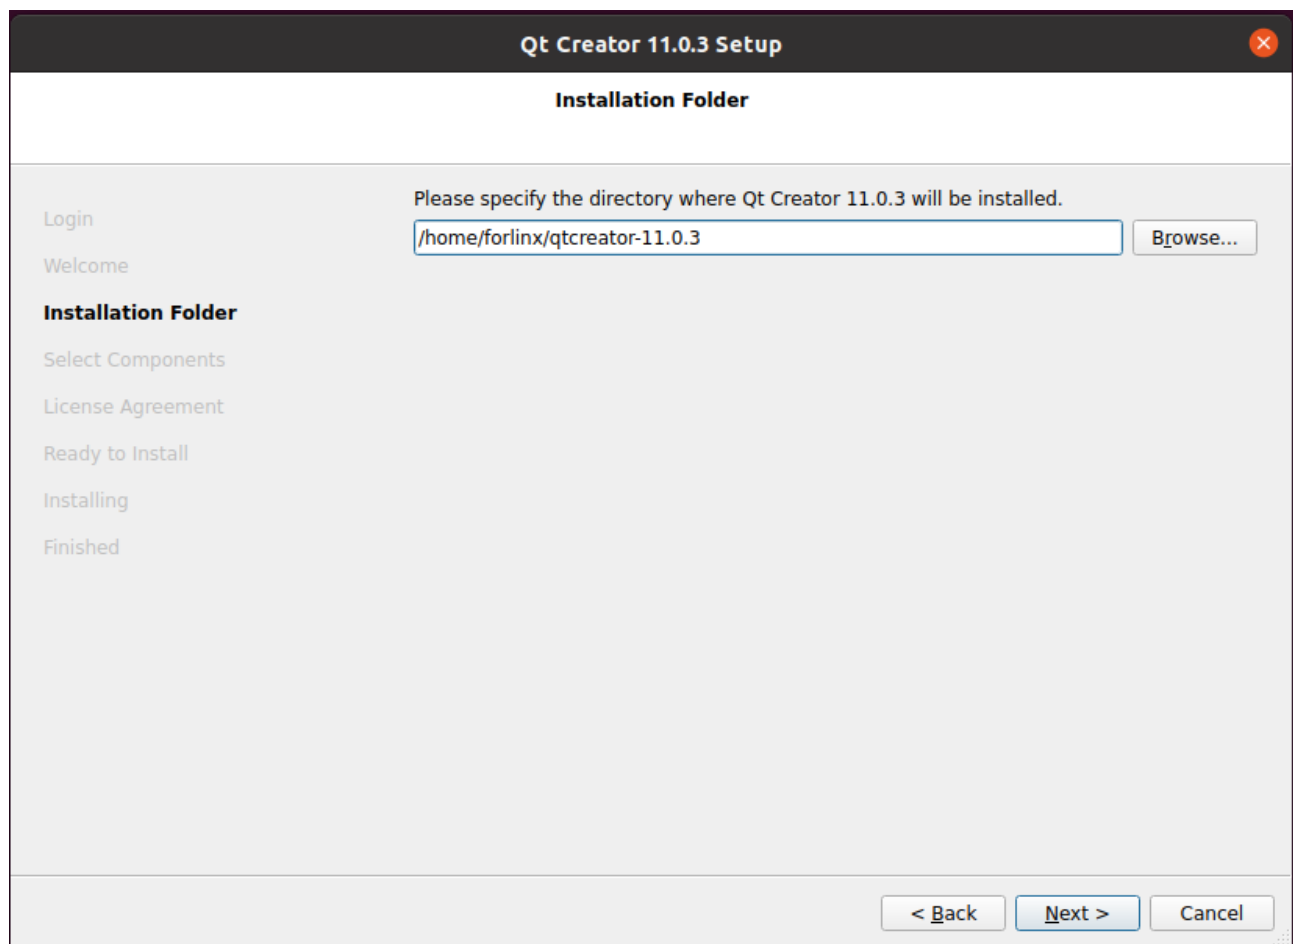 Qt Creator 11.0.3 Setup
Installation Folder
Login
Welcome
Installation Folder
Select Components
License Agreement
Ready to Install
Installing
Finished
Please specify the directory where Qt Creator 11.0.3 will be installed.
/home/forlinx/qtcreator-11.0.3
Browse...
< Back
Next >
Cancel